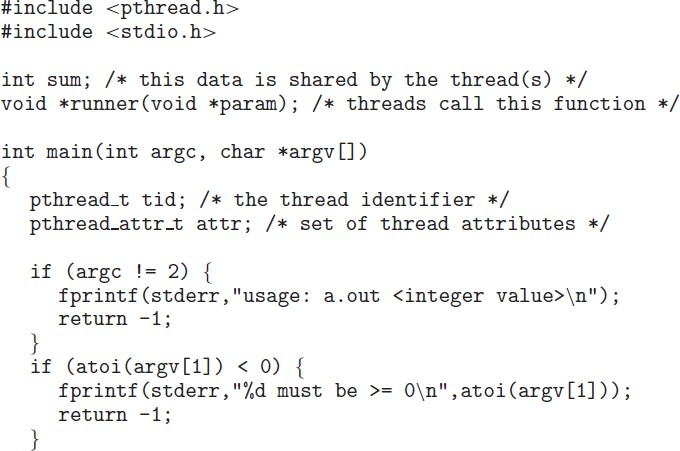 #include <pthread.h>
#include <stdio.h>

int sum; /* this data is shared by the thread(s) */
void *runner(void *param); /* threads call this function */

int main(int argc, char *argv[])
{
   pthread_t tid; /* the thread identifier */
   pthread_attr_t attr; /* set of thread attributes */

   if (argc != 2) {
      fprintf(stderr,"usage: a.out <integer value>\n");
      return -1;
   }
   if (atoi(argv[1]) < 0) {
      fprintf(stderr,"%d must be >= 0\n",atoi(argv[1]));
      return -1;
   }